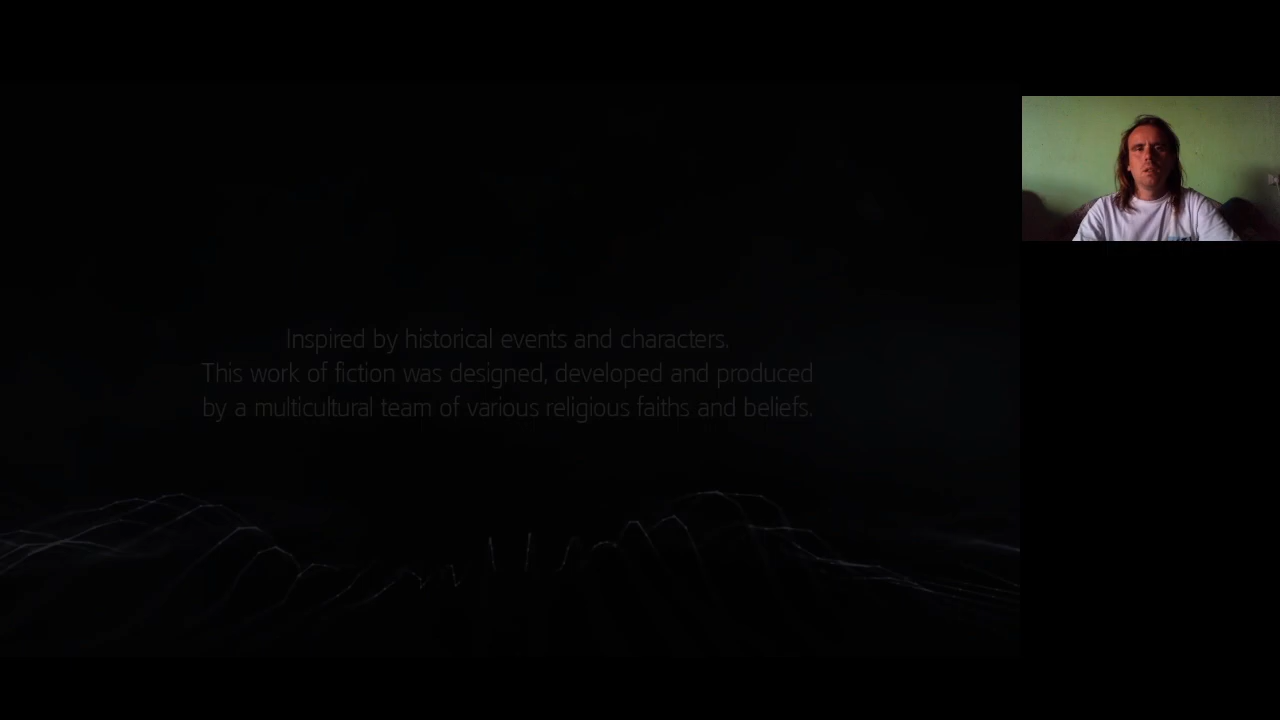 Inspired by historical events and characters.
This work of fiction was designed, developed and produced
by a multicultural team of various religious faiths and beliefs.